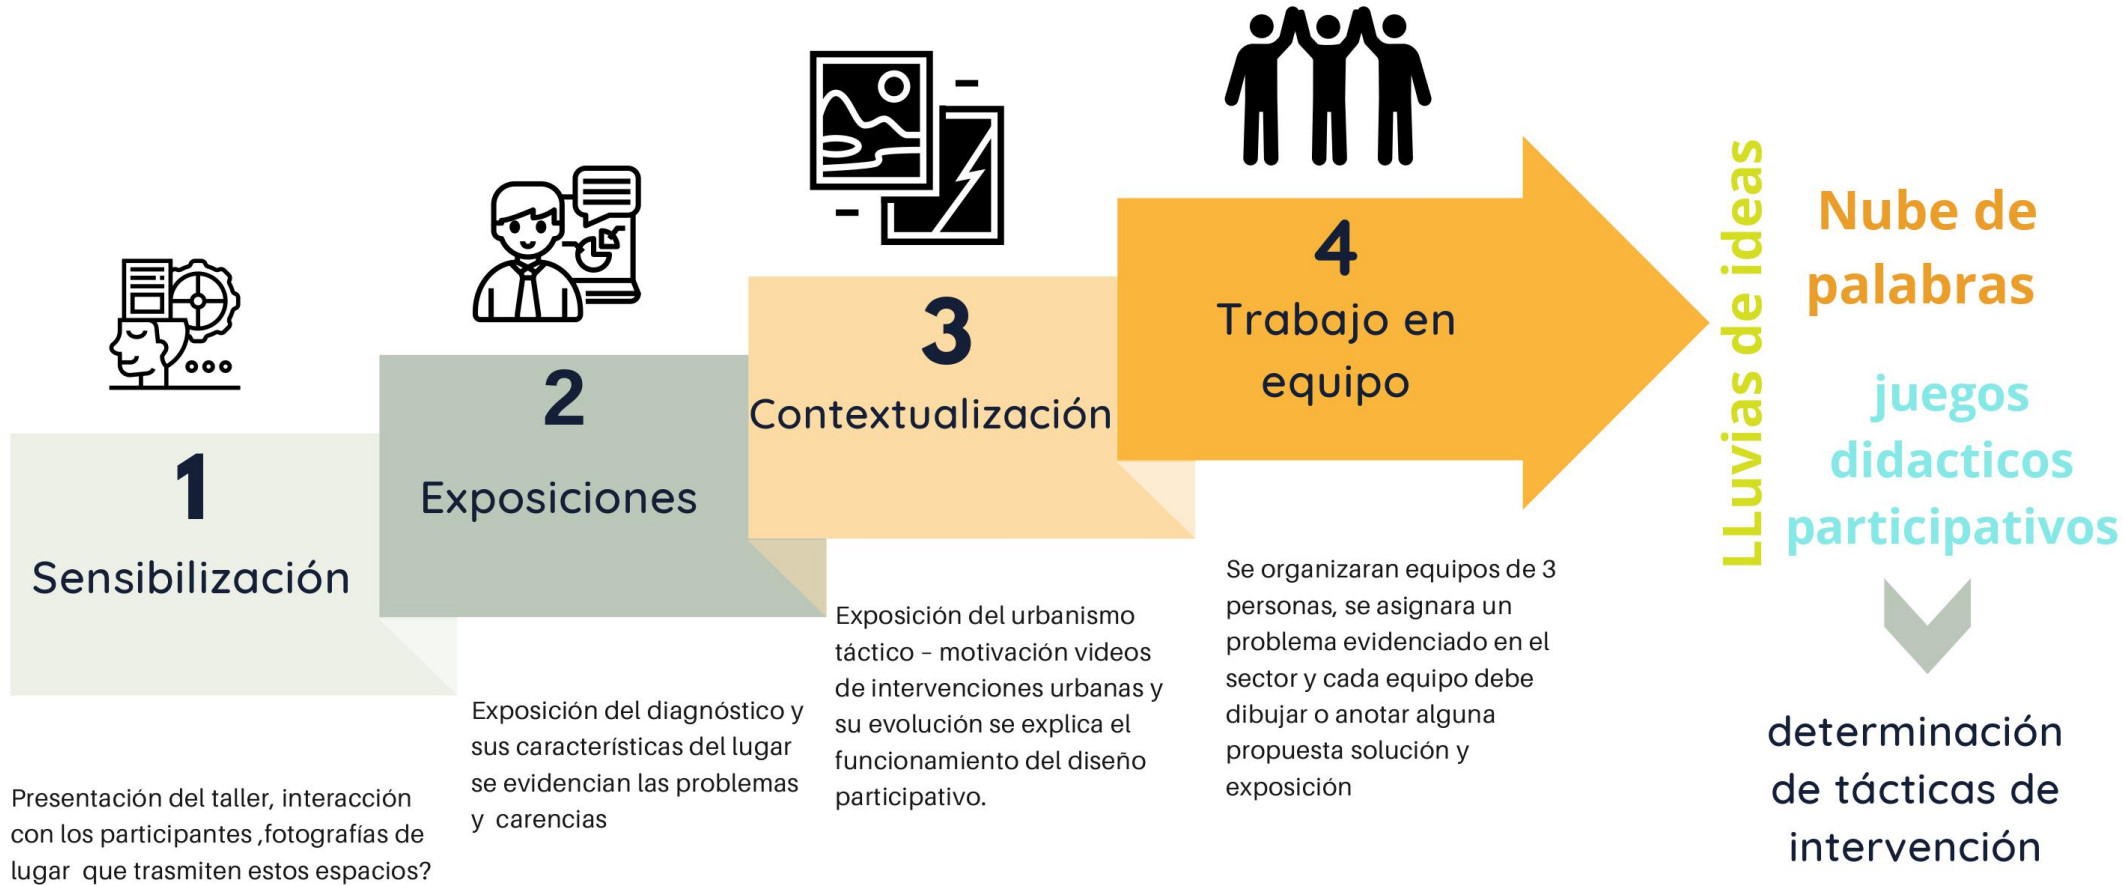 1
Sensibilización
Presentación del taller, interacción
con los participantes ,fotografías de
lugar que trasmiten estos espacios?
2
Exposiciones
Exposición del diagnóstico y
sus características del lugar
se evidencian las problemas
y carencias
3
Contextualización
Exposición del urbanismo
táctico – motivación videos
de intervenciones urbanas y
su evolución se explica el
funcionamiento del diseño
participativo.
4
Trabajo en
equipo
Se organizaran equipos de 3
personas, se asignara un
problema evidenciado en el
sector y cada equipo debe
dibujar o anotar alguna
propuesta solución y
exposición
LLuvias de ideas
Nube de
palabras
juegos
didacticos
participativos
determinación
de tácticas de
intervención